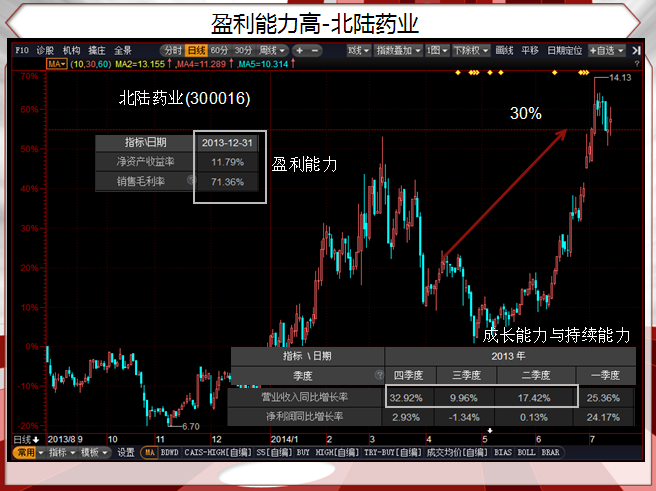 盈利能力高-北陆药业
F10 诊股 机构 擒庄 全景 分时 日线 60分 30分 周线 K线 指数叠加 1图 下除权 画线 平移 日期定位 +自选
MA (10,30,60) MA2=13.155↑,MA4=11.289↑,MA5=10.314↑
70%
14.13
北陆药业(300016)
60%
30%
50%
指标\日期 2013-12-31
净资产收益率 11.79%
盈利能力
40%
销售毛利率 71.36%
30%
20%
10%
成长能力与持续能力
0%
指标 \ 日期 2013 年
季度 四季度 三季度 二季度 一季度
-10%
营业收入同比增长率 32.92% 9.96% 17.42% 25.36%
净利润同比增长率 2.93% -1.34% 0.13% 24.17%
-20%
6.70
日线 2013/8 9 10 11 12 2014/1 2 3 4 5 6 7
常用 指标 模板 设置 MA BDWD CAIS-HIGH[自编] S5[自编] BUY HIGH[自编] TRY-BUY[自编] 成交均价[自编] BIAS BOLL BRAR